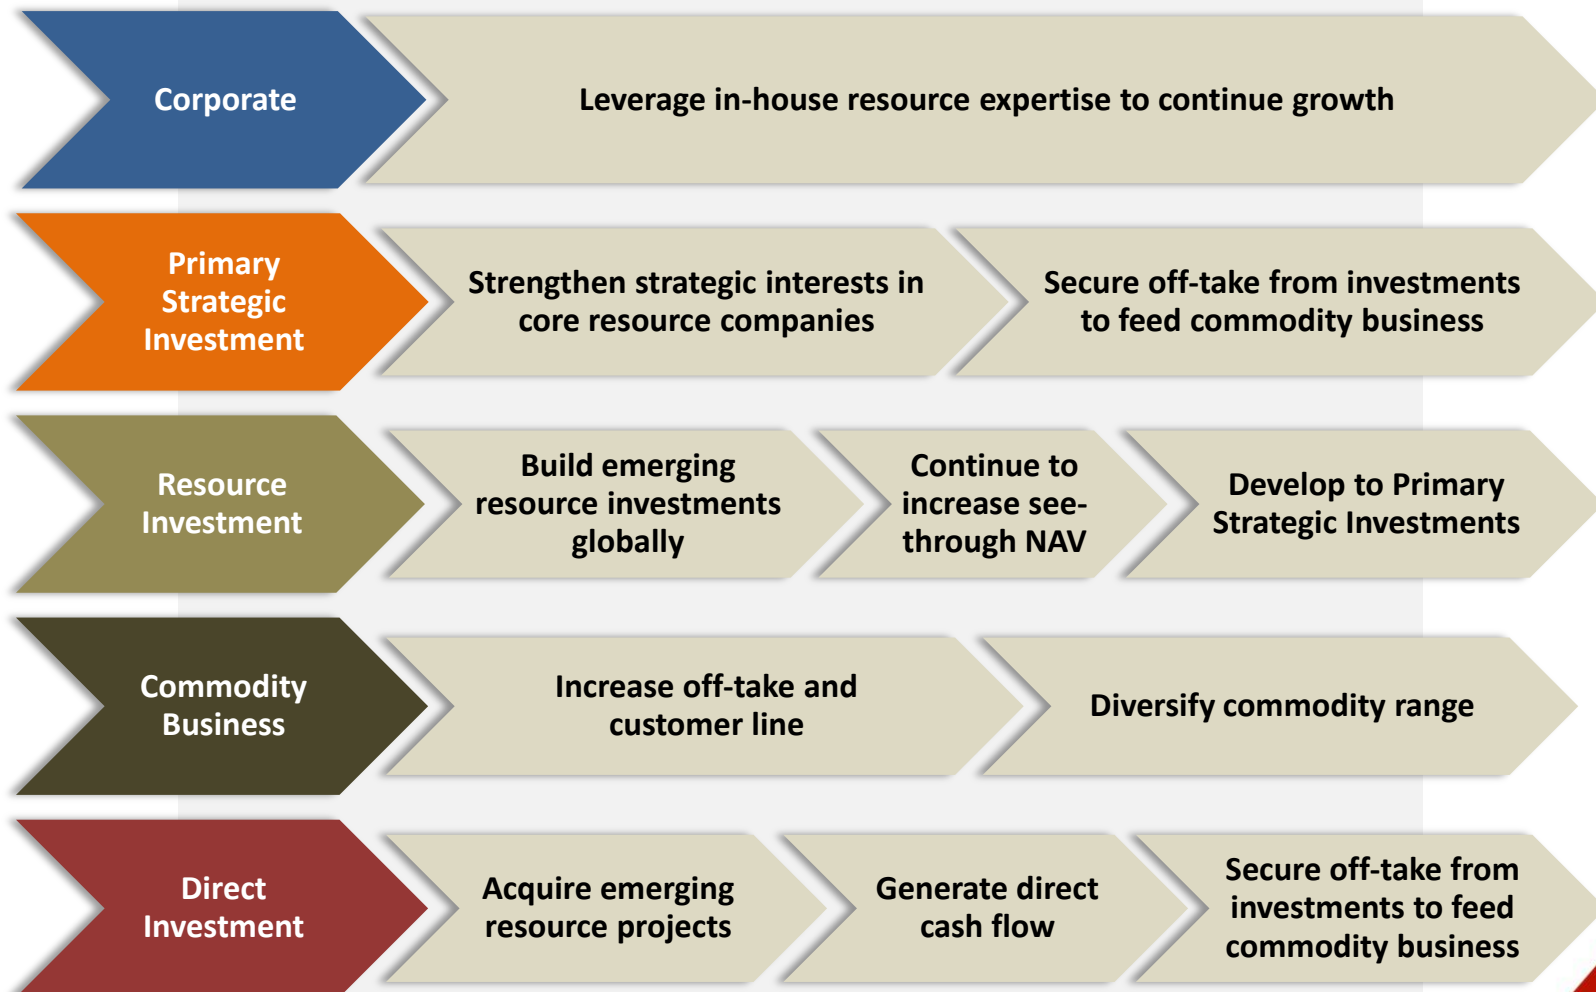 Corporate
Leverage in-house resource expertise to continue growth
Primary
Strategic
Investment
Strengthen strategic interests in
core resource companies
Secure off-take from investments
to feed commodity business
Resource
Investment
Build emerging
resource investments
globally
Continue to
increase see-
through NAV
Develop to Primary
Strategic Investments
Commodity
Business
Increase off-take and
customer line
Diversify commodity range
Direct
Investment
Acquire emerging
resource projects
Generate direct
cash flow
Secure off-take from
investments to feed
commodity business